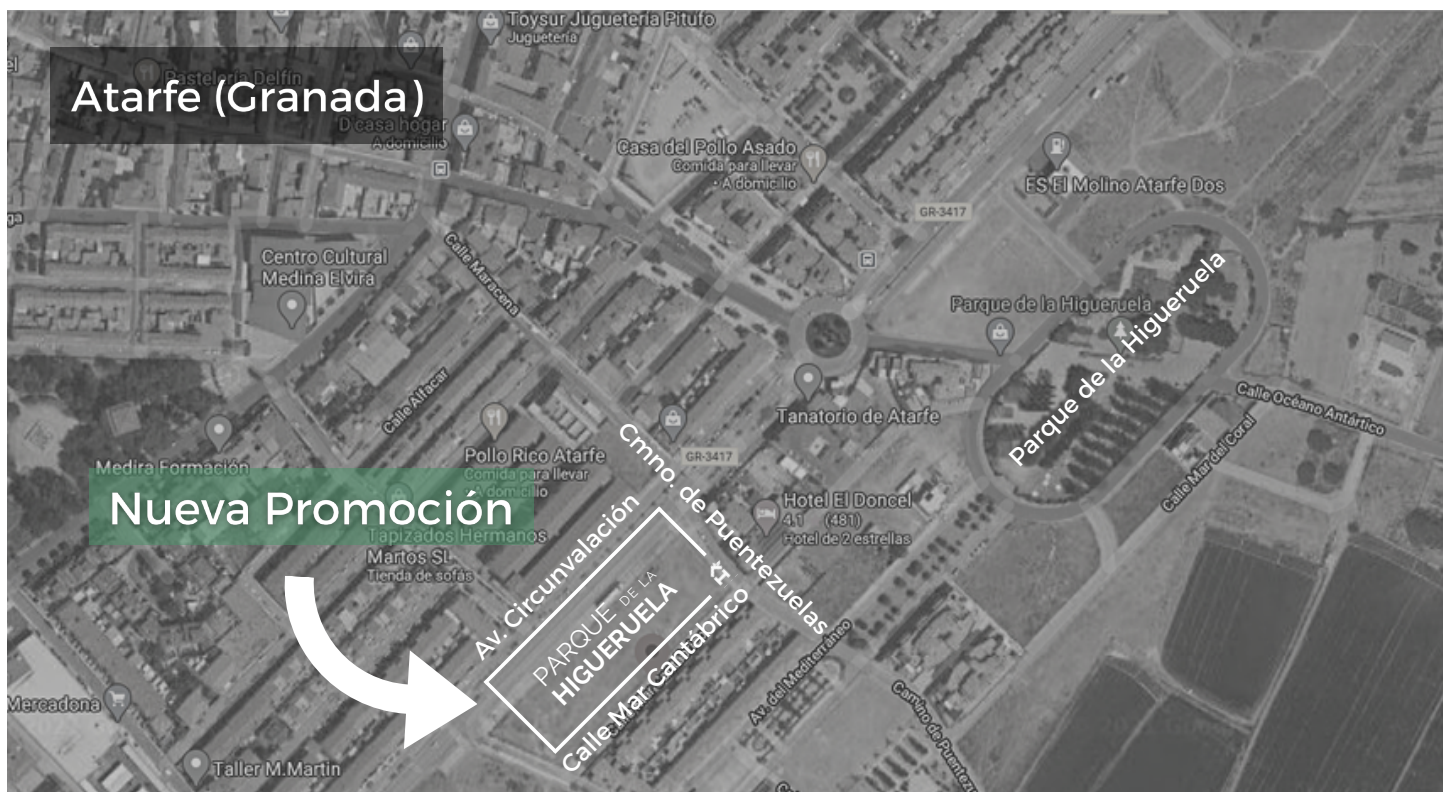 Toysur Juguetería Pitufo
Juguetería
Pastelería Delfín
Atarfe (Granada)
D'casa hogar
A domicilio
Casa del Pollo Asado
Comida para llevar
· A domicilio
ES El Molino Atarfe Dos
GR-3417
Calle Maracena
Centro Cultural
Medina Elvira
Parque de la Higueruela
Parque de la Higueruela
Calle Alfacar
Tanatorio de Atarfe
Calle Océano Antártico
Calle Mar del Coral
Pollo Rico Atarfe
Comida para llevar
A domicilio
GR-3417
Medira Formación
Nueva Promoción
Cmno. de Puentezuelas
Hotel El Doncel
4,1 (481)
Hotel de 2 estrellas
Tapizados Hermanos
Martos SL
Tienda de sofás
Av. Circunvalación
PARQUE DE LA
HIGUERUELA
Calle Mar Cantábrico
Av. del Mediterráneo
Mercadona
Taller M.Martin